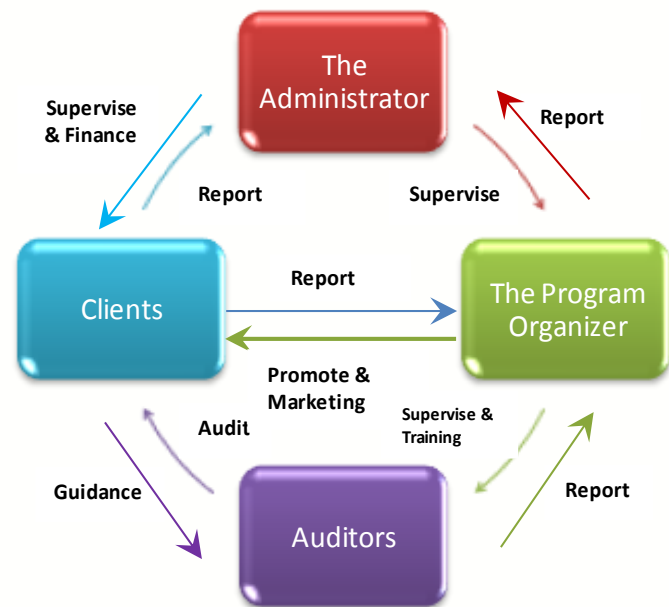 The
Administrator
Supervise
& Finance
Report
Report
Supervise
Clients
Report
The Program
Organizer
Promote &
Marketing
Audit
Supervise &
Training
Guidance
Report
Auditors